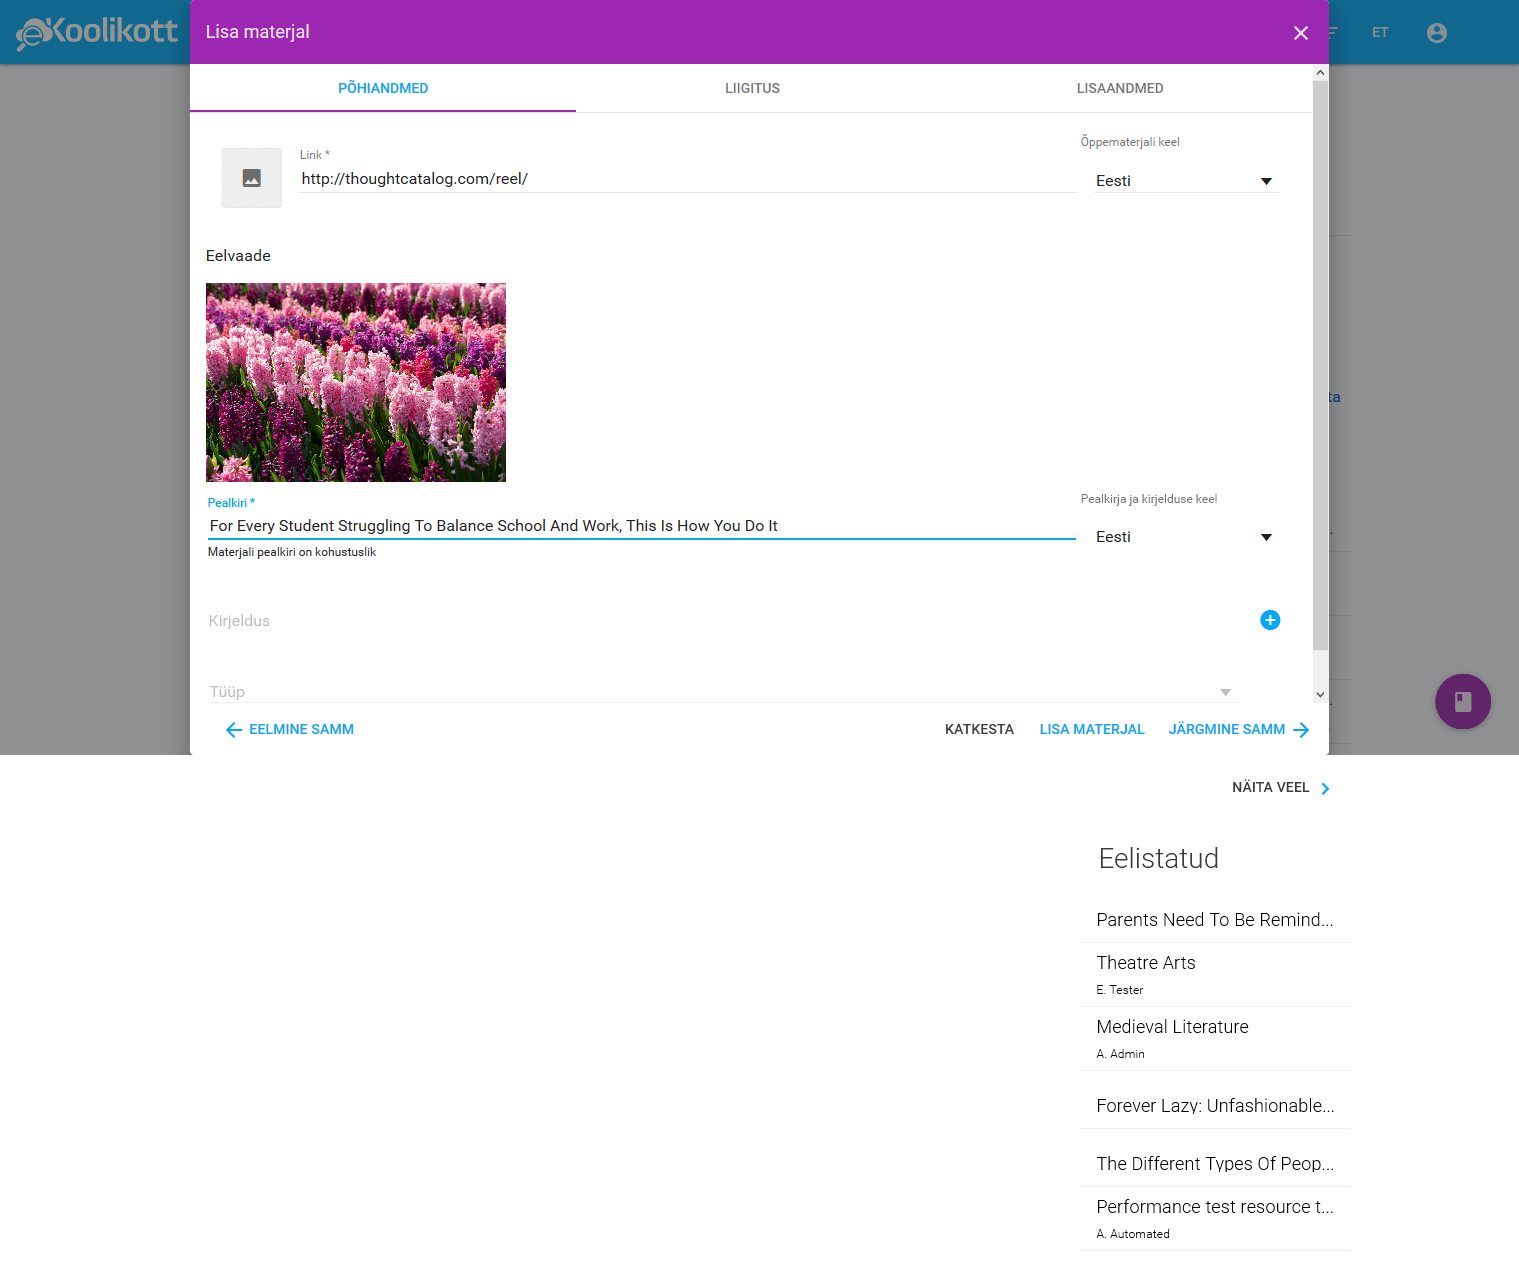 eKoolikott
Lisa materjal
ET
PÕHIANDMED
LIIGITUS
LISAANDMED
Link *
http://thoughtcatalog.com/reel/
Õppematerjali keel
Eesti
Eelvaade
ta
Pealkiri *
For Every Student Struggling To Balance School And Work, This Is How You Do It
Materjali pealkiri on kohustuslik
Pealkirja ja kirjelduse keel
Eesti
Kirjeldus
Tüüp
EELMINE SAMM
KATKESTA
LISA MATERJAL
JÄRGMINE SAMM
NÄITA VEEL
Eelistatud
Parents Need To Be Remind...
Theatre Arts
E. Tester
Medieval Literature
A. Admin
Forever Lazy: Unfashionable...
The Different Types Of Peop...
Performance test resource t...
A. Automated